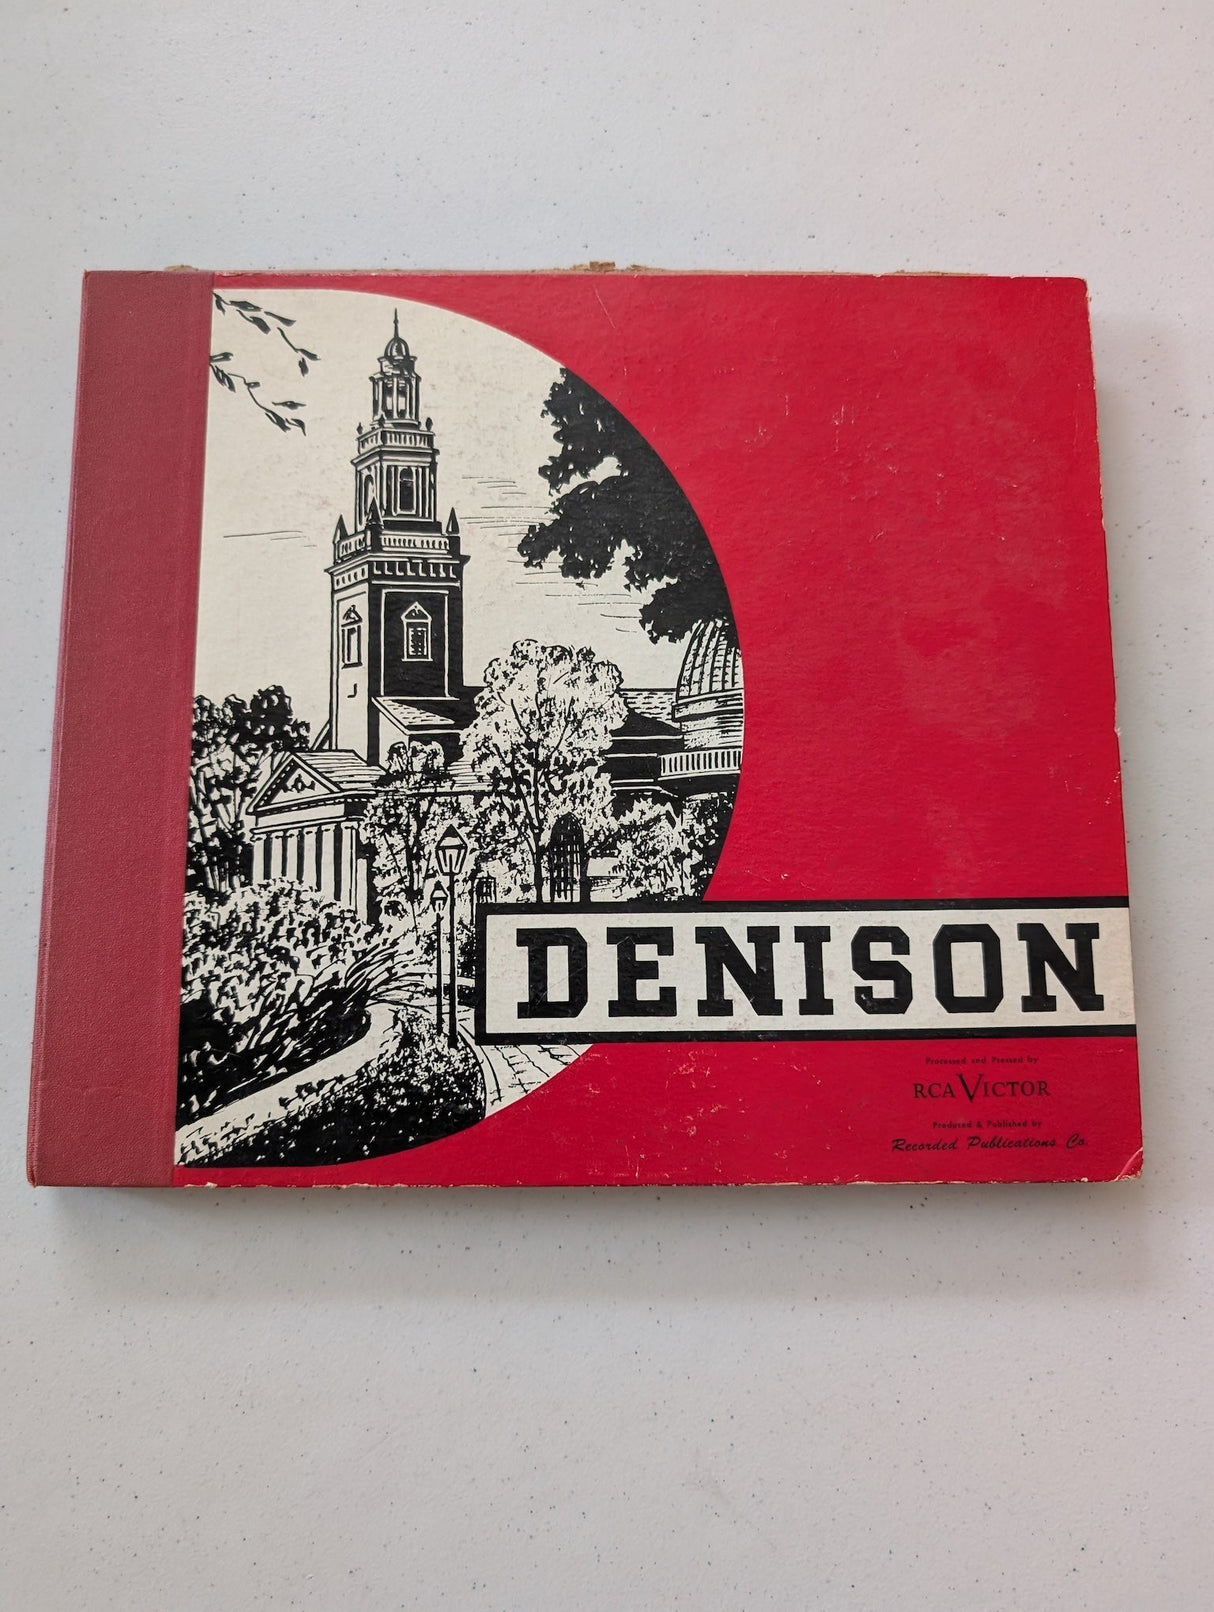 DENISON
Processed and Pressed by
RCA VICTOR
Produced & Published by
Recorded Publications Co.